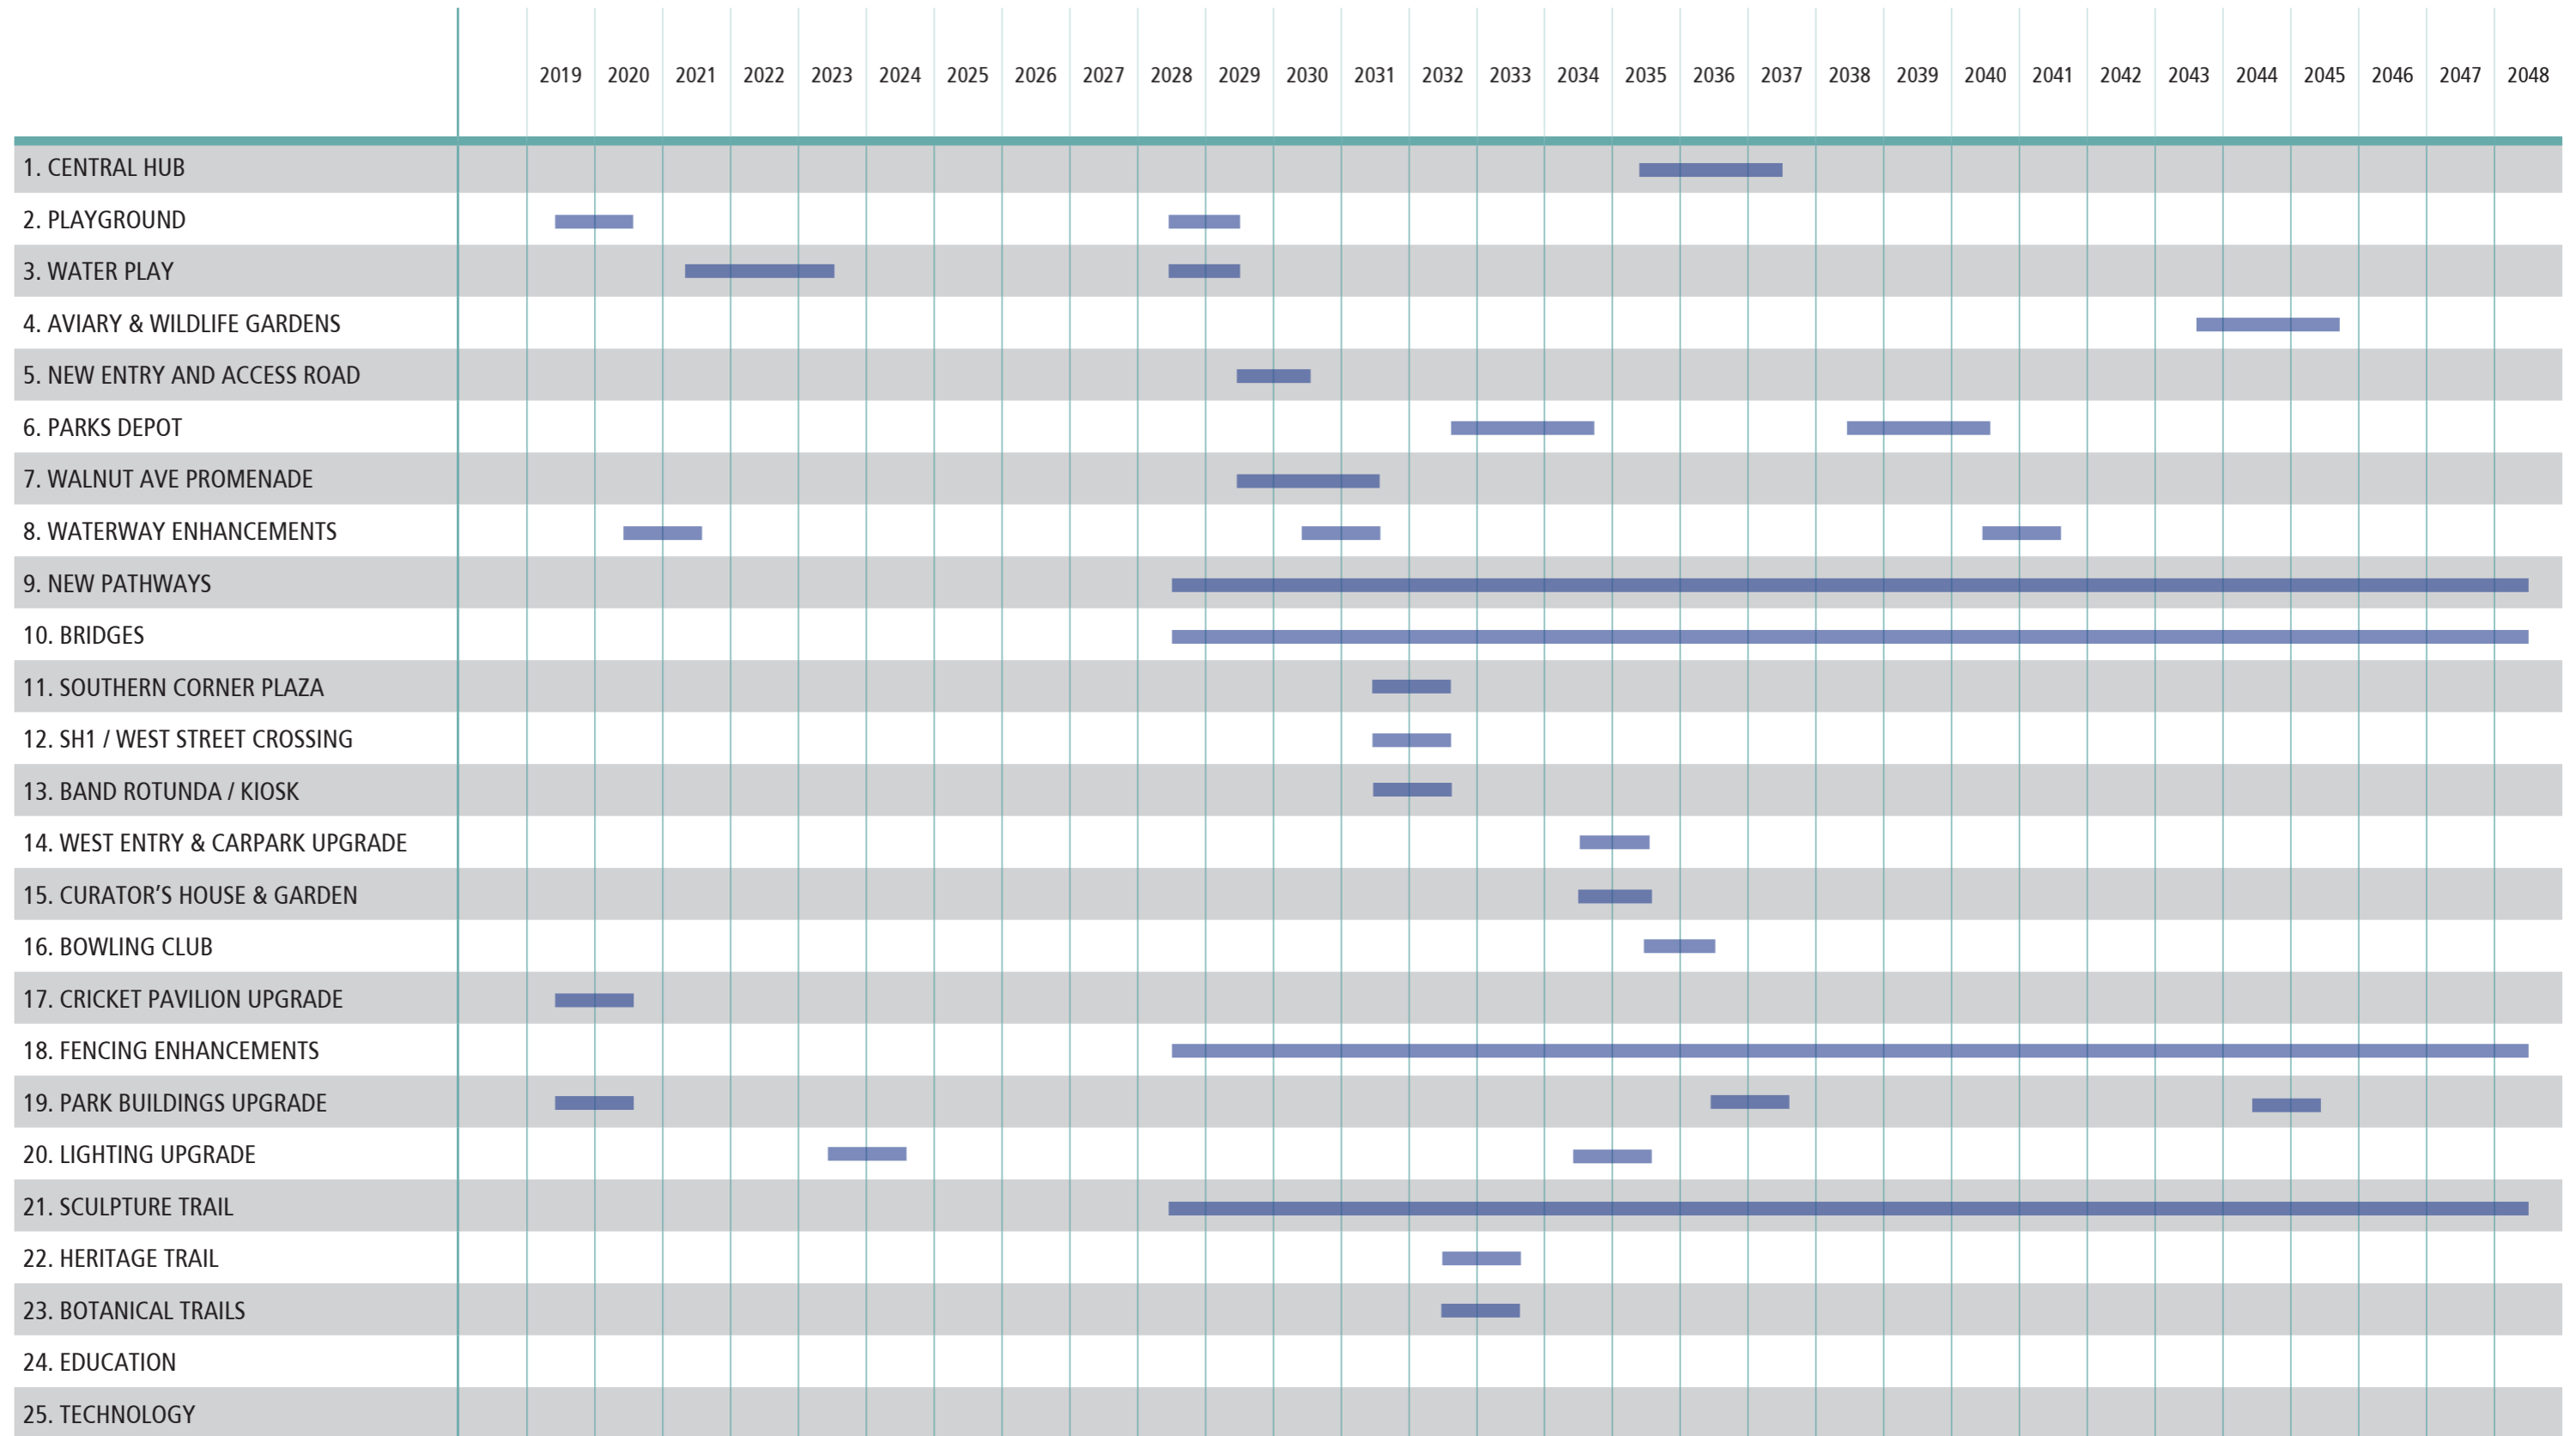 2019 2020 2021 2022 2023 2024 2025 2026 2027 2028 2029 2030 2031 2032 2033 2034 2035 2036 2037 2038 2039 2040 2041 2042 2043 2044 2045 2046 2047 2048
1. CENTRAL HUB
2. PLAYGROUND
3. WATER PLAY
4. AVIARY & WILDLIFE GARDENS
5. NEW ENTRY AND ACCESS ROAD
6. PARKS DEPOT
7. WALNUT AVE PROMENADE
8. WATERWAY ENHANCEMENTS
9. NEW PATHWAYS
10. BRIDGES
11. SOUTHERN CORNER PLAZA
12. SH1 / WEST STREET CROSSING
13. BAND ROTUNDA / KIOSK
14. WEST ENTRY & CARPARK UPGRADE
15. CURATOR’S HOUSE & GARDEN
16. BOWLING CLUB
17. CRICKET PAVILION UPGRADE
18. FENCING ENHANCEMENTS
19. PARK BUILDINGS UPGRADE
20. LIGHTING UPGRADE
21. SCULPTURE TRAIL
22. HERITAGE TRAIL
23. BOTANICAL TRAILS
24. EDUCATION
25. TECHNOLOGY